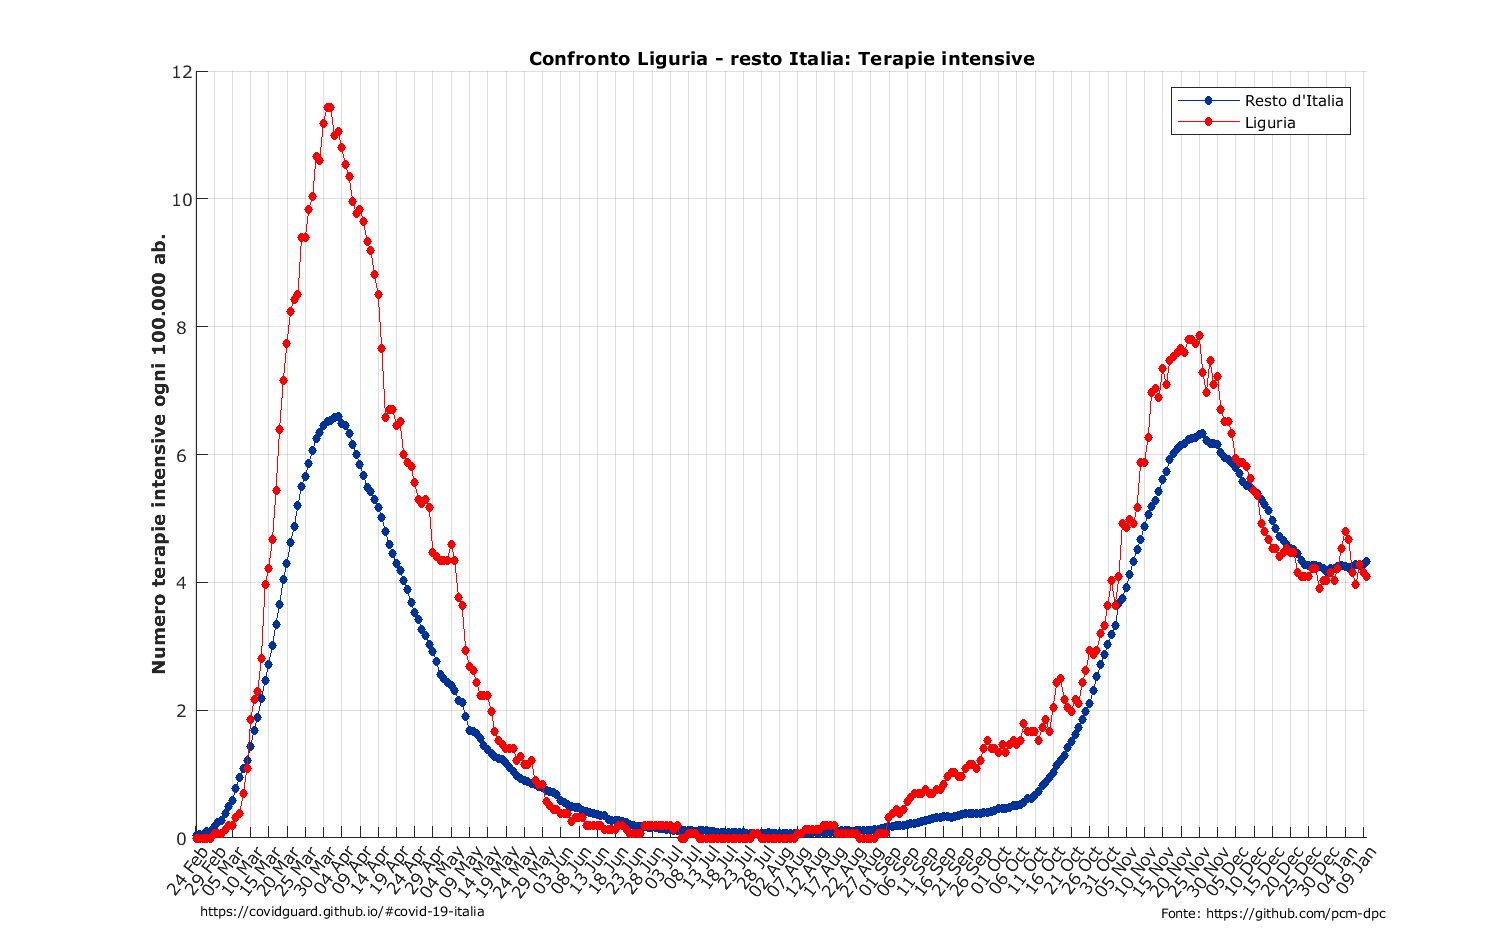 Confronto Liguria - resto Italia: Terapie intensive
Resto d'Italia
Liguria
Numero terapie intensive ogni 100.000 ab.
12
10
8
6
4
2
0
24 Feb
29 Feb
05 Mar
10 Mar
15 Mar
20 Mar
25 Mar
30 Mar
04 Apr
09 Apr
14 Apr
19 Apr
24 Apr
29 Apr
04 May
09 May
14 May
19 May
24 May
29 May
03 Jun
08 Jun
13 Jun
18 Jun
23 Jun
28 Jun
03 Jul
08 Jul
13 Jul
18 Jul
23 Jul
28 Jul
02 Aug
07 Aug
12 Aug
17 Aug
22 Aug
27 Aug
01 Sep
06 Sep
11 Sep
16 Sep
21 Sep
26 Sep
01 Oct
06 Oct
11 Oct
16 Oct
21 Oct
26 Oct
31 Oct
05 Nov
10 Nov
15 Nov
20 Nov
25 Nov
30 Nov
05 Dec
10 Dec
15 Dec
20 Dec
25 Dec
30 Dec
04 Jan
09 Jan
https://covidguard.github.io/#covid-19-italia
Fonte: https://github.com/pcm-dpc